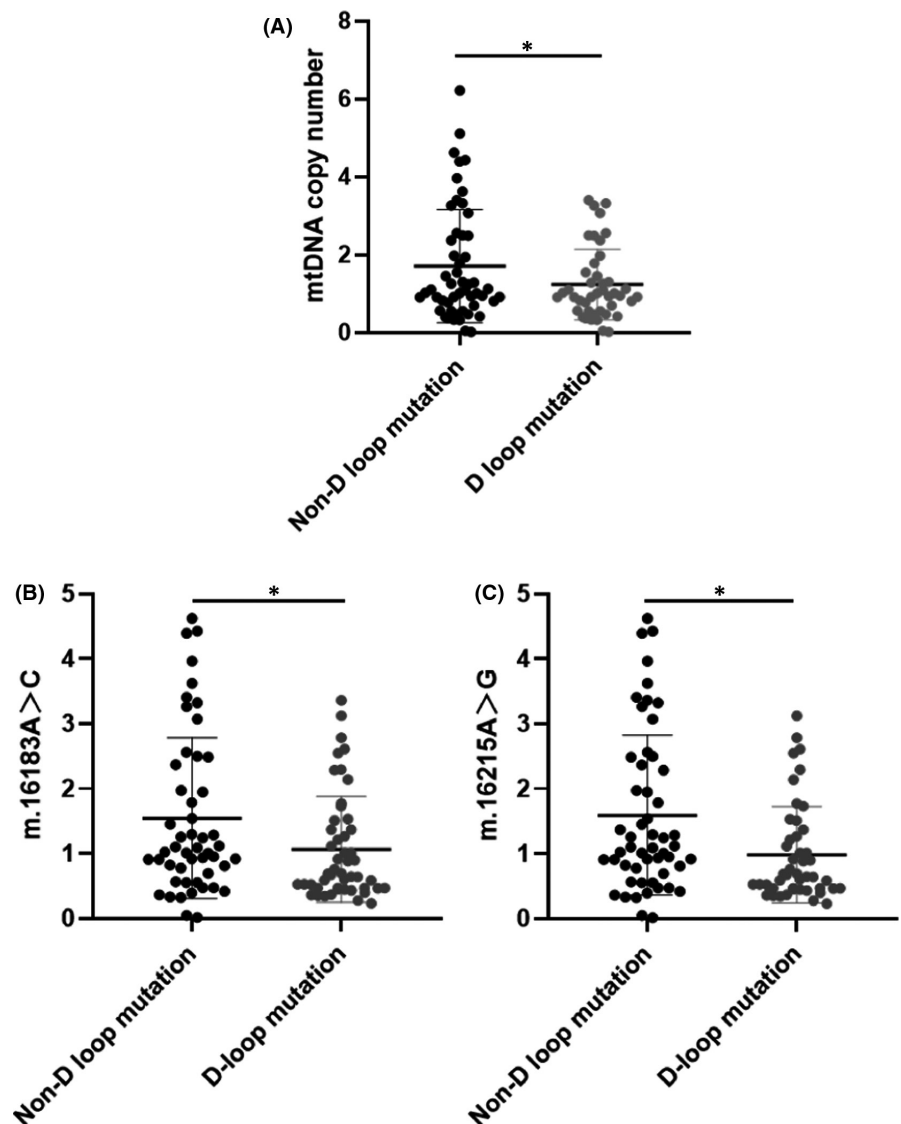 (A)
*
mtDNA copy number
8
6
4
2
0
Non-D loop mutation
D loop mutation
(B)
*
m.16183A>C
5
4
3
2
1
0
Non-D loop mutation
D-loop mutation
(C)
*
m.16215A>G
5
4
3
2
1
0
Non-D loop mutation
D-loop mutation